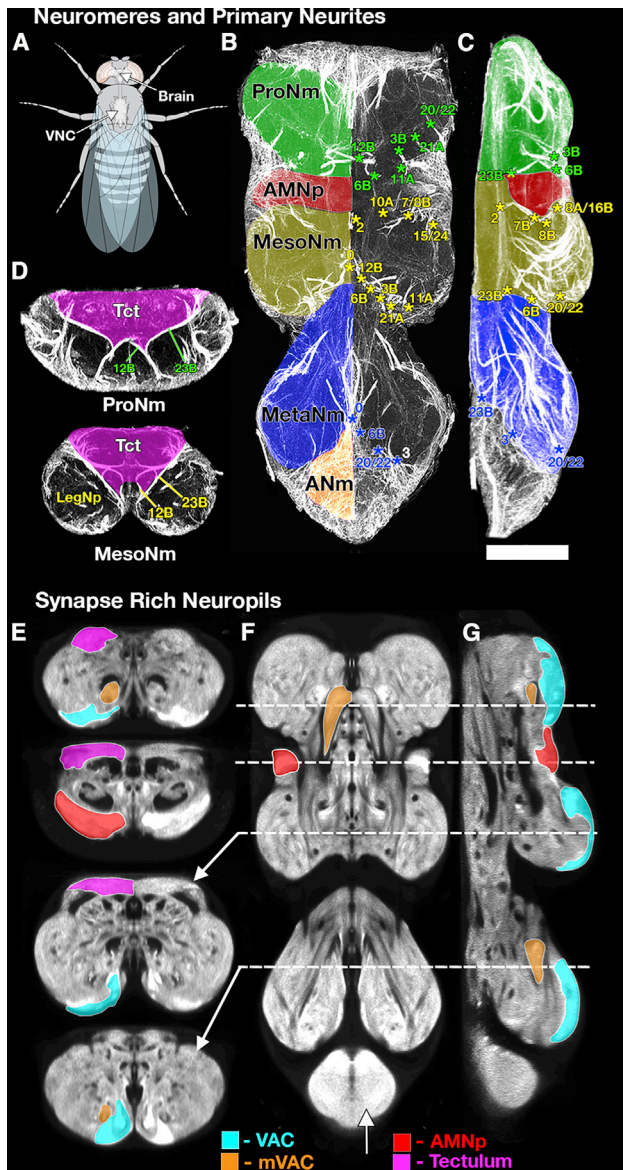 Neuromeres and Primary Neurites
A
Brain
VNC
B
ProNm
AMNp
MesoNm
MetaNm
ANm
20/22
3B
21A
12B
6B
11A
10A
7/8B
2
15/24
0
12B
3B
6B
11A
21A
0
6B
20/22
3
C
3B
6B
23B
2
8A/16B
7B
8B
23B
6B
20/22
23B
3
20/22
D
Tct
12B
23B
ProNm
Tct
LegNp
23B
12B
MesoNm
Synapse Rich Neuropils
E
F
G
- VAC
- AMNp
- mVAC
- Tectulum